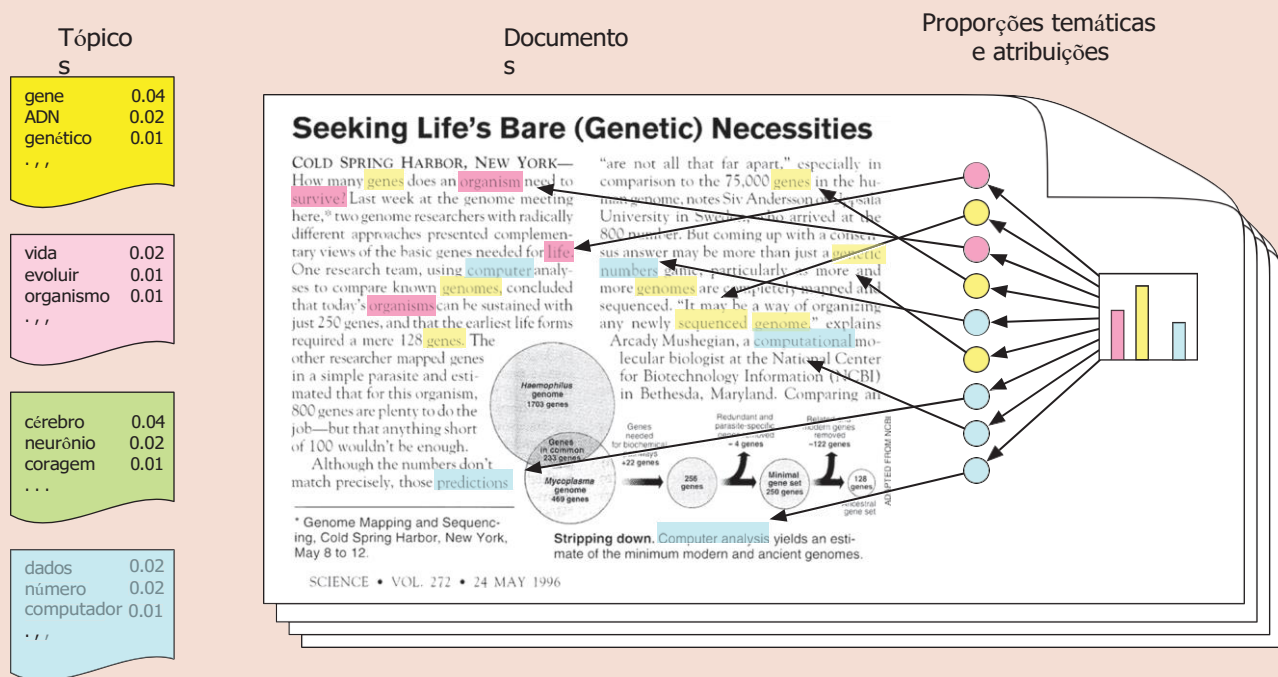 Tópico
s
gene 0.04
ADN 0.02
genético 0.01
. , ,
vida 0.02
evoluir 0.01
organismo 0.01
. , ,
cérebro 0.04
neurônio 0.02
coragem 0.01
. . .
dados 0.02
número 0.02
computador 0.01
. , ,
Documento
s
Seeking Life's Bare (Genetic) Necessities
COLD SPRING HARBOR, NEW YORK—
How many genes does an organism need to
survive? Last week at the genome meeting
here,* two genome researchers with radically
different approaches presented complemen-
tary views of the basic genes needed for life.
One research team, using computer analy-
ses to compare known genomes, concluded
that today's organisms can be sustained with
just 250 genes, and that the earliest life forms
required a mere 128 genes. The
other researcher mapped genes
in a simple parasite and esti-
mated that for this organism,
800 genes are plenty to do the
job—but that anything short
of 100 wouldn't be enough.
Although the numbers don't
match precisely, those predictions
* Genome Mapping and Sequenc-
ing, Cold Spring Harbor, New York,
May 8 to 12.
SCIENCE • VOL. 272 • 24 MAY 1996
"are not all that far apart," especially in
comparison to the 75,000 genes in the hu-
man genome, notes Siv Andersson of
University in Sweden, who arrived at the
800 number. But coming up with a consen-
sus answer may be more than just a genetic
numbers game, particularly as more and
more genomes are completely mapped and
sequenced. "It may be a way of organizing
any newly sequenced genome," explains
Arcady Mushegian, a computational mo-
lecular biologist at the National Center
for Biotechnology Information (NCBI)
in Bethesda, Maryland. Comparing an
Haemophilus
genome
1703 genes
Genes
in common
233 genes
Mycoplasma
genome
469 genes
Genes
needed
for biochemical
pathways
+22 genes
256
genes
Redundant and
parasite-specific
genes removed
– 4 genes
Minimal
gene set
250 genes
Related
modern genes
removed
–122 genes
128
genes
Ancestral
gene set
ADAPTED FROM NCBI
Stripping down. Computer analysis yields an esti-
mate of the minimum modern and ancient genomes.
Proporções temáticas
e atribuições